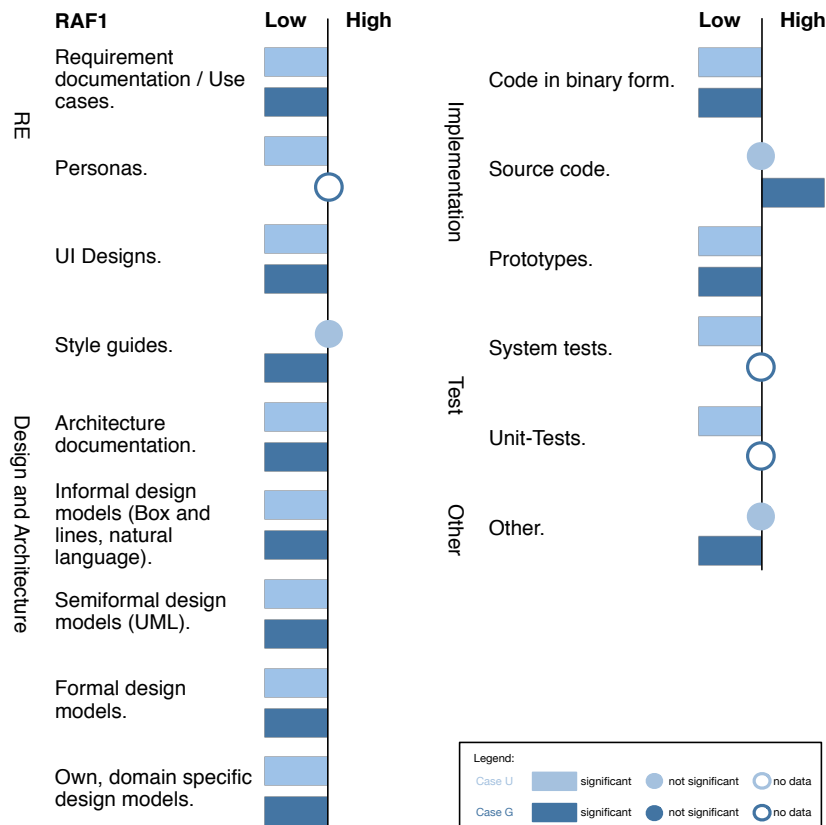 RAF1 Low High
RE
Requirement
documentation / Use
cases.
Personas.
UI Designs.
Design and Architecture
Style guides.
Architecture
documentation.
Informal design
models (Box and
lines, natural
language).
Semiformal design
models (UML).
Formal design
models.
Own, domain specific
design models.
Low High
Implementation
Code in binary form.
Source code.
Prototypes.
Test
System tests.
Unit-Tests.
Other
Other.
Legend:
Case U significant not significant no data
Case G significant not significant no data